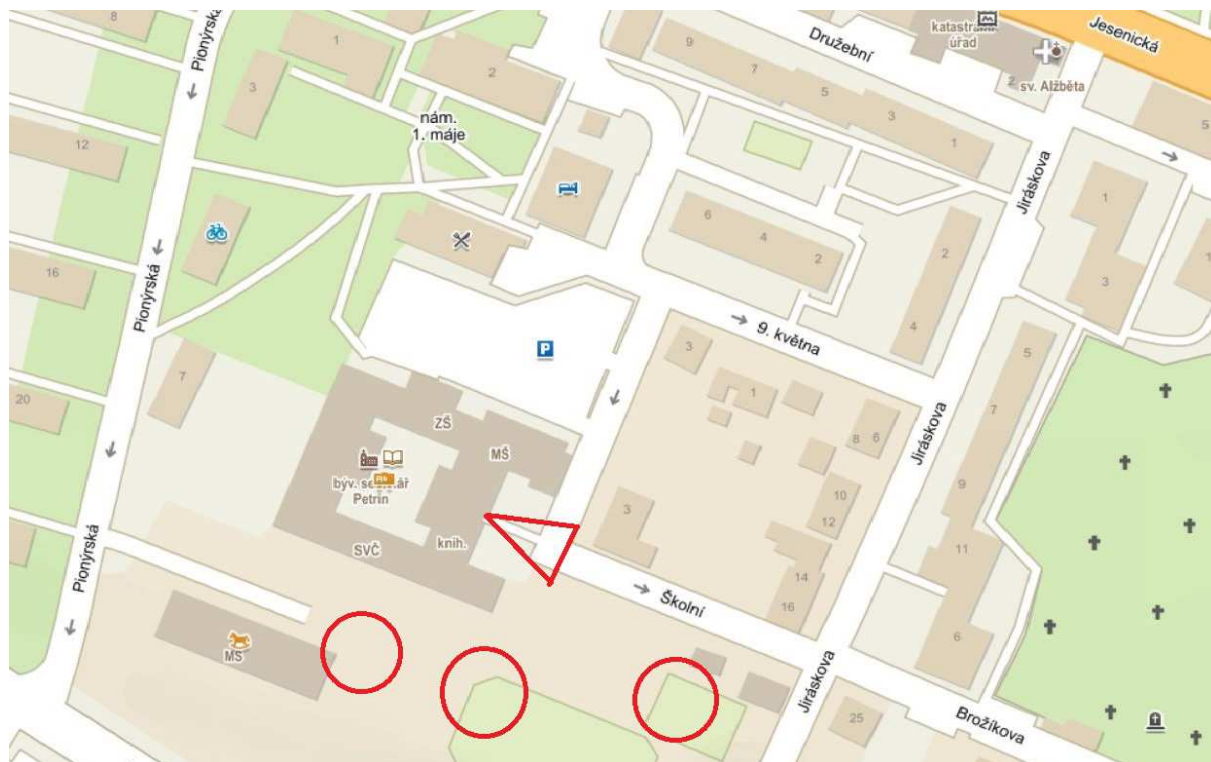 8
Pionýrská
1
3
2
nám.
1. máje
12
9
7
5
3
1
Družební
katastrální
úřad
2
sv. Alžběta
Jesenická
5
Jiráskova
1
3
1
6
4
2
2
4
16
Pionýrská
P
9. května
3
1
8
6
5
7
20
7
ZŠ
MŠ
býv. seminář
Petrin
SVČ
knih.
3
10
12
14
16
Jiráskova
9
11
6
Pionýrská
MŠ
Školní
Jiráskova
25
Brožíkova